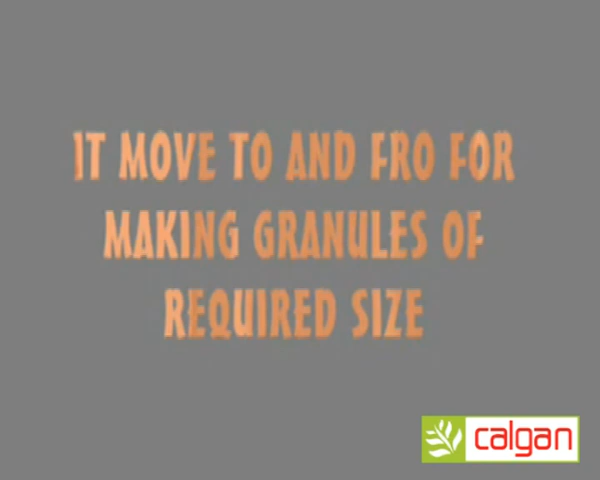 IT MOVE TO AND FRO FOR
MAKING GRANULES OF
REQUIRED SIZE
calgan